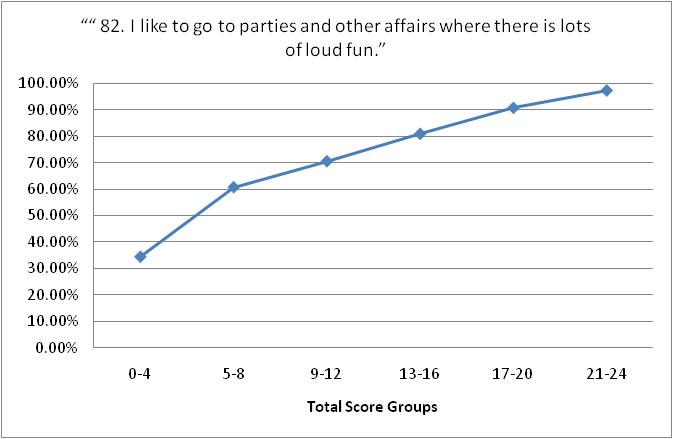 "“ 82. I like to go to parties and other affairs where there is lots
of loud fun.”
100.00%
90.00%
80.00%
70.00%
60.00%
50.00%
40.00%
30.00%
20.00%
10.00%
0.00%
0-4 5-8 9-12 13-16 17-20 21-24
Total Score Groups